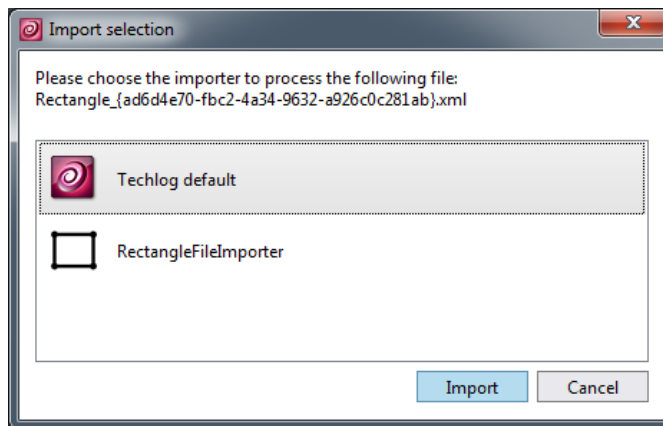 Import selection
Please choose the importer to process the following file:
Rectangle_{ad6d4e70-fbc2-4a34-9632-a926c0c281ab}.xml
Techlog default
RectangleFileImporter
Import Cancel